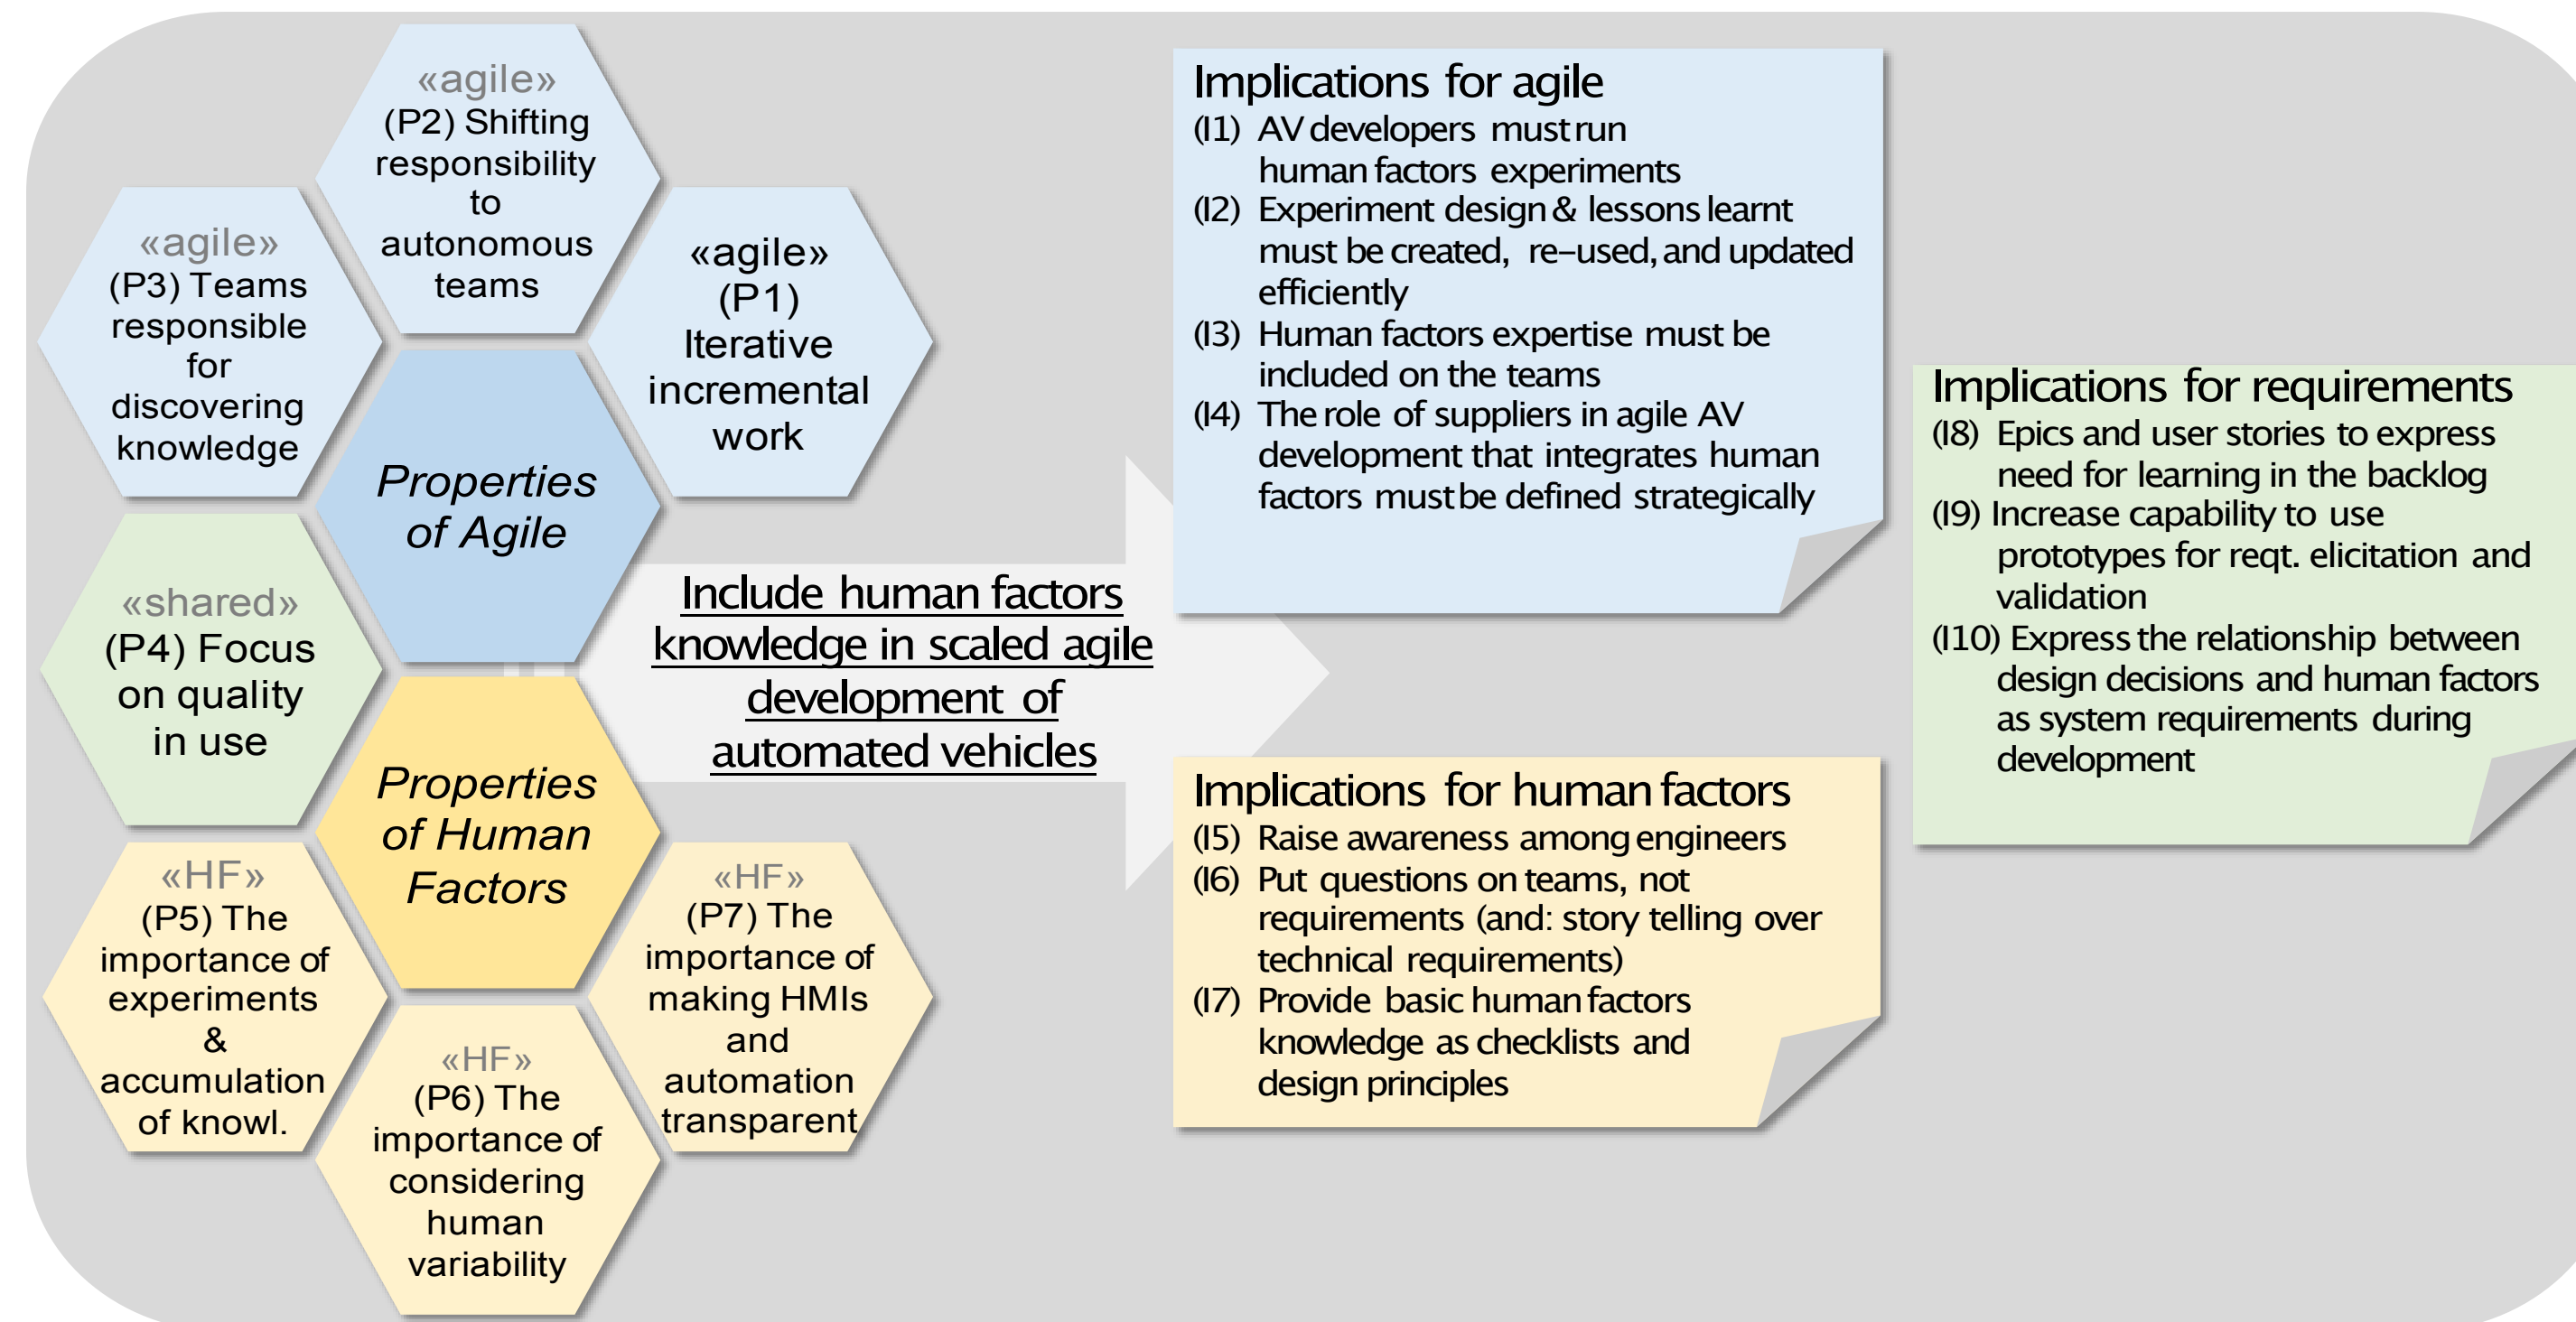 «agile»
(P2) Shifting
responsibility
to
autonomous
teams
«agile»
(P3) Teams
responsible
for
discovering
knowledge
«agile»
(P1)
Iterative
incremental
work
Properties
of Agile
«shared»
(P4) Focus
on quality
in use
Properties
of Human
Factors
«HF»
(P5) The
importance of
experiments
&
accumulation
of knowl.
«HF»
(P6) The
importance of
considering
human
variability
«HF»
(P7) The
importance of
making HMIs
and
automation
transparent
Include human factors
knowledge in scaled agile
development of
automated vehicles
Implications for agile
(I1) AV developers must run
human factors experiments
(I2) Experiment design & lessons learnt
must be created, re-used, and updated
efficiently
(I3) Human factors expertise must be
included on the teams
(I4) The role of suppliers in agile AV
development that integrates human
factors must be defined strategically
Implications for human factors
(I5) Raise awareness among engineers
(I6) Put questions on teams, not
requirements (and: story telling over
technical requirements)
(I7) Provide basic human factors
knowledge as checklists and
design principles
Implications for requirements
(I8) Epics and user stories to express
need for learning in the backlog
(I9) Increase capability to use
prototypes for reqt. elicitation and
validation
(I10) Express the relationship between
design decisions and human factors
as system requirements during
development